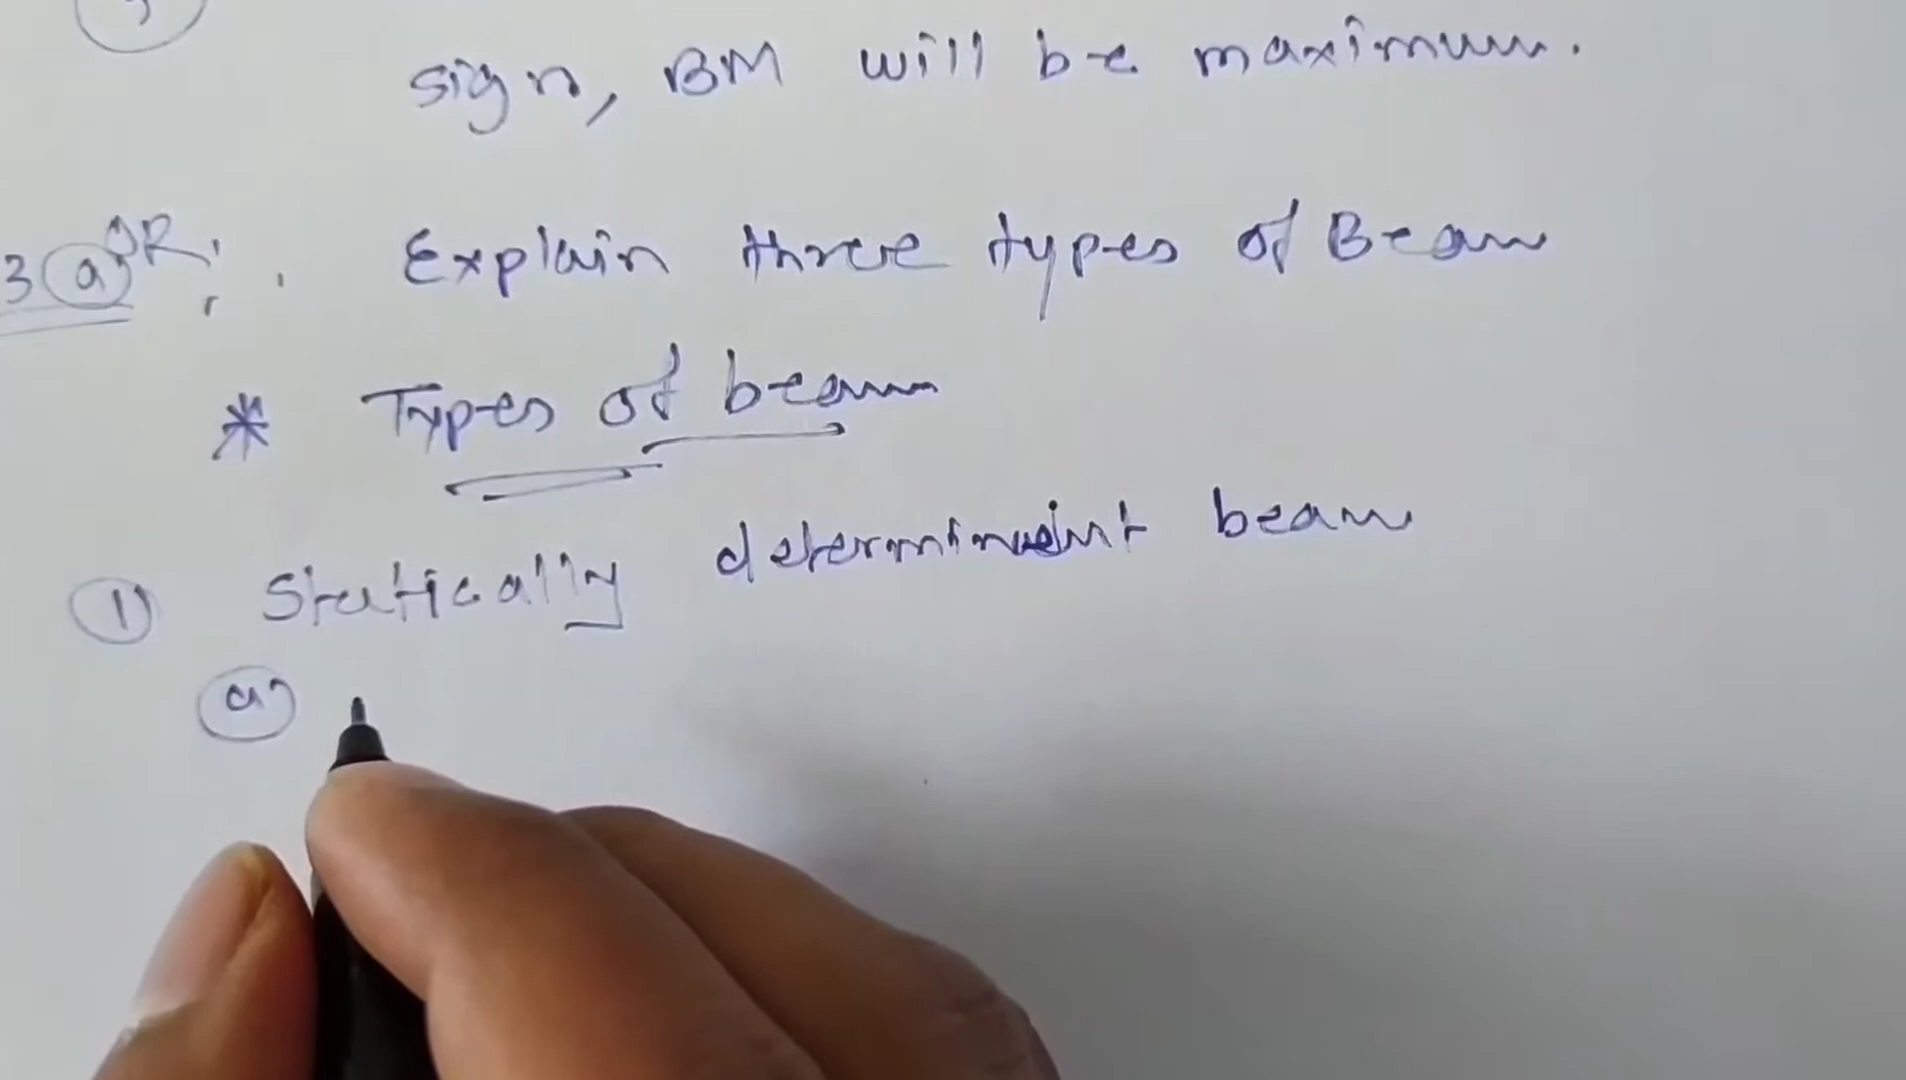 sign, BM will be maximum.
3 a OR. Explain three types of Beam
* Types of beam
1) Statically determinant beam
a)